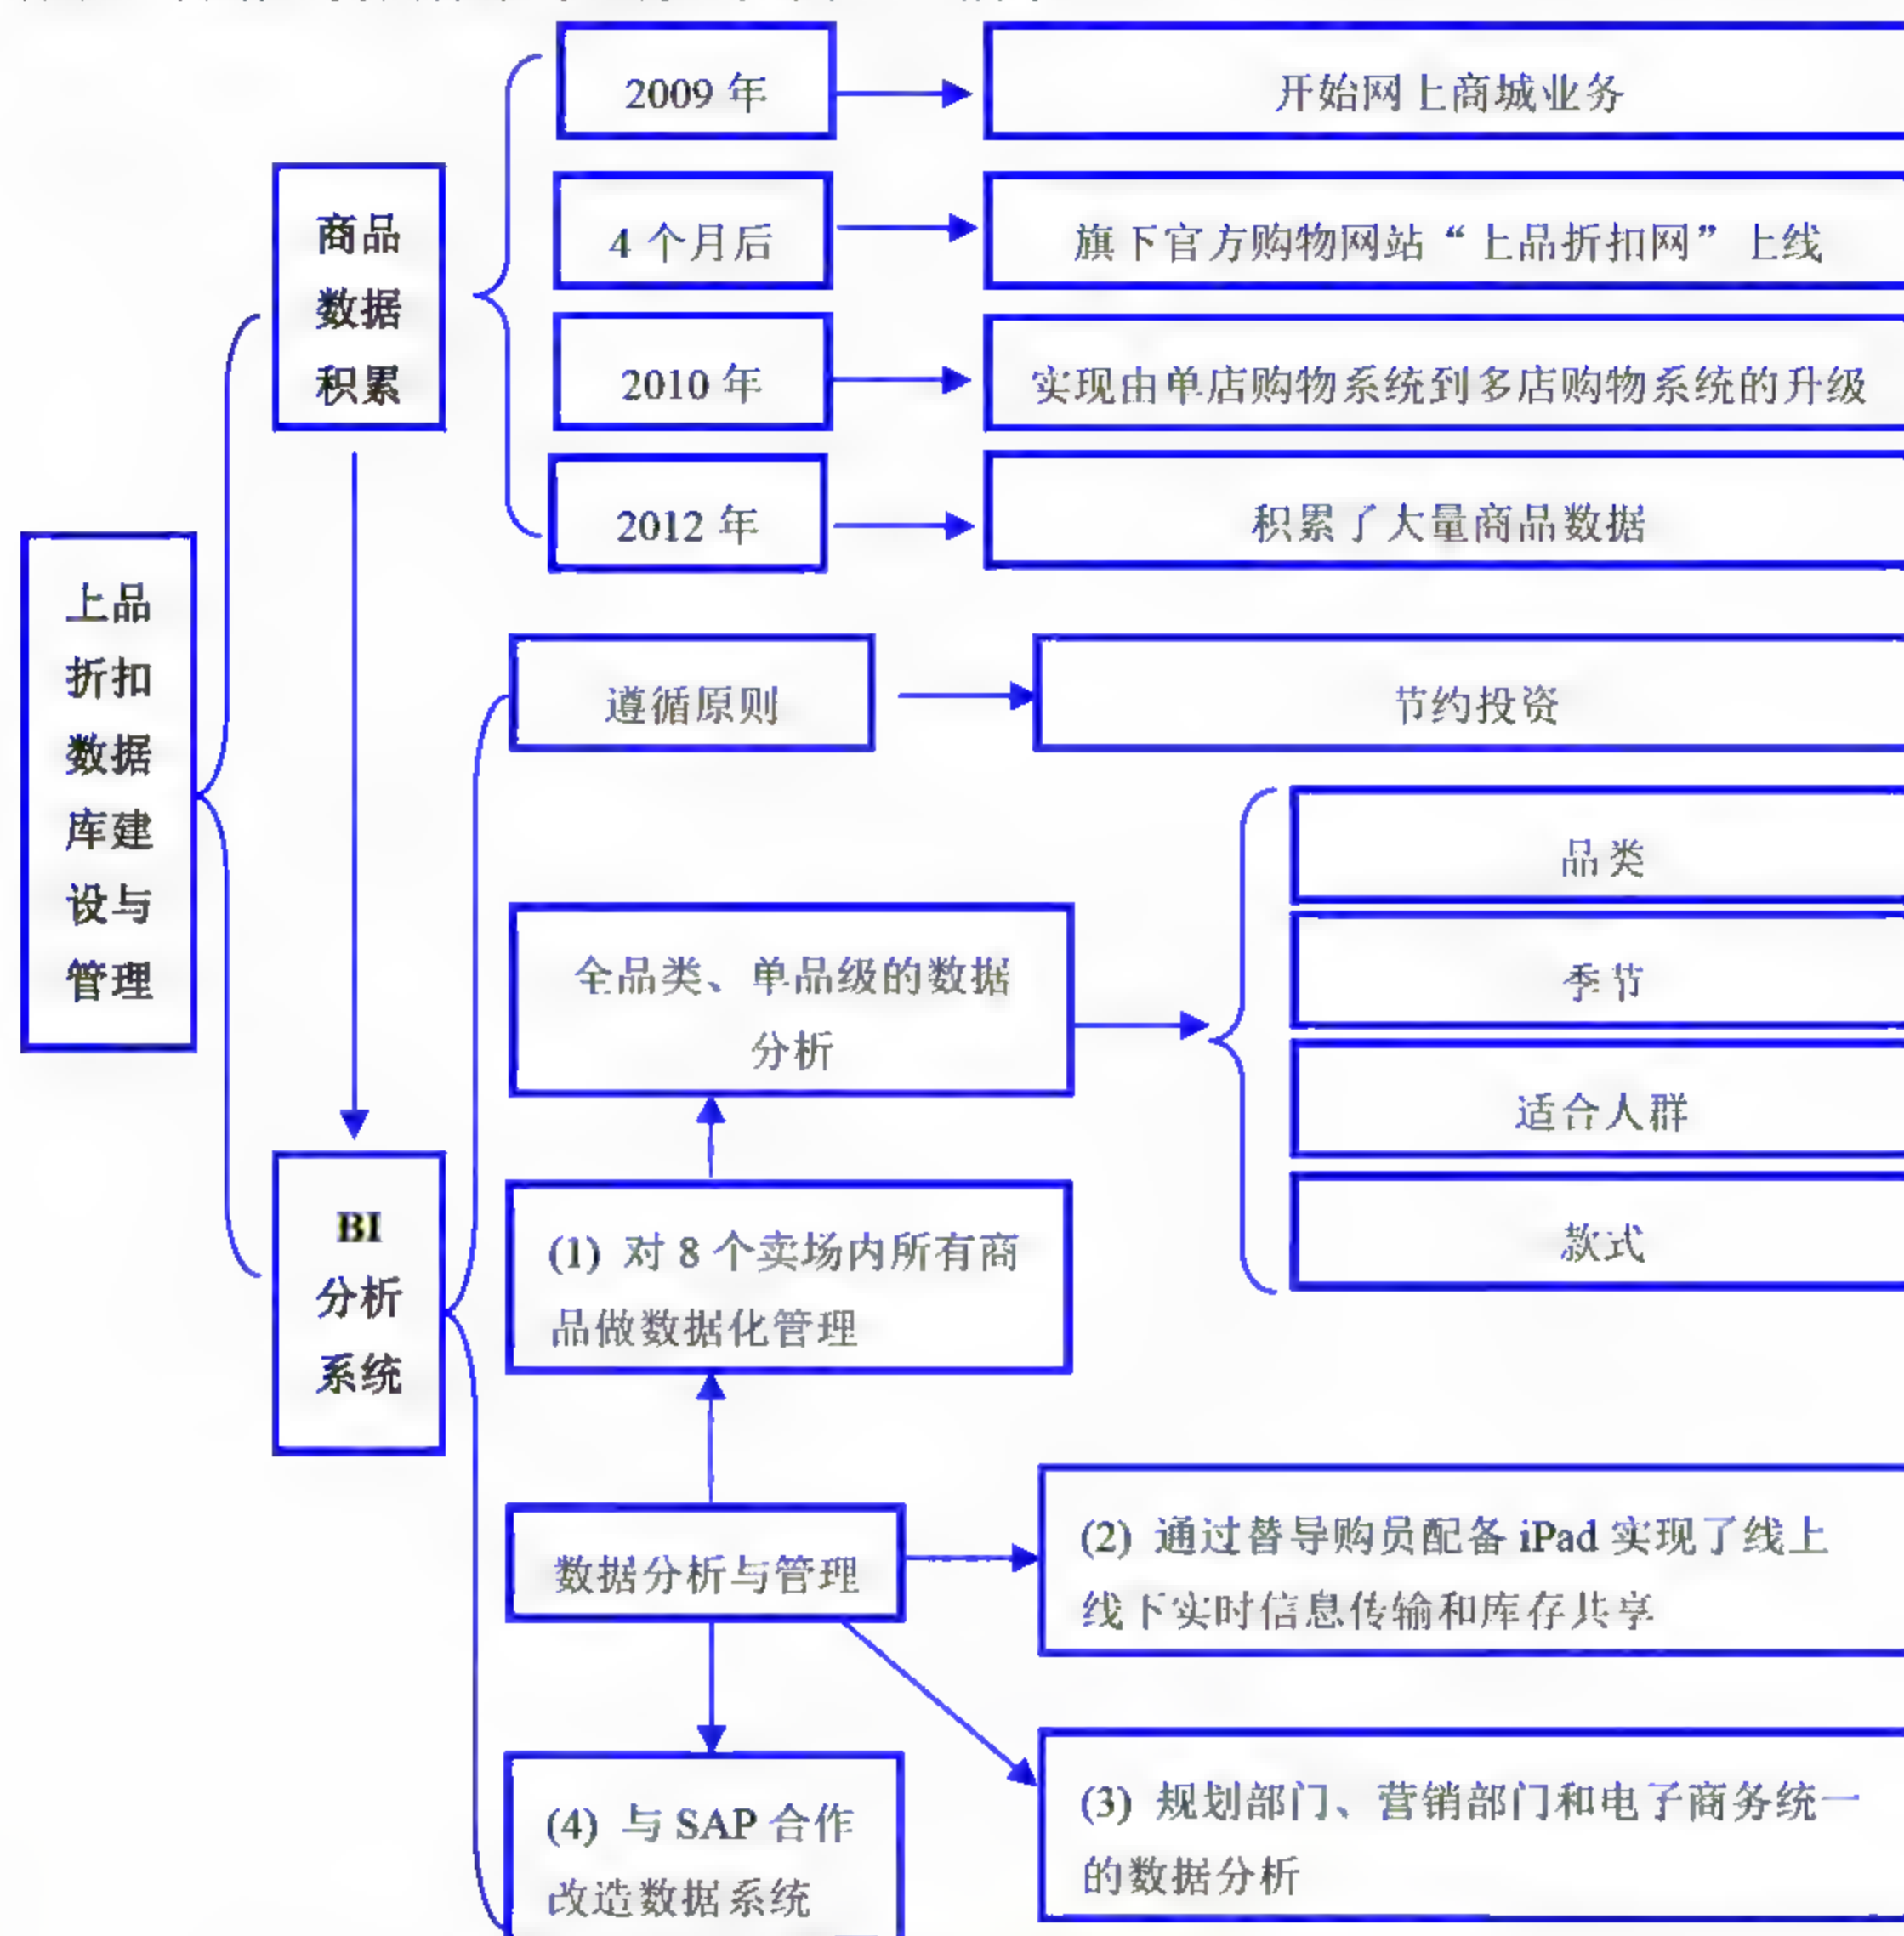 2009 年
开始网上商城业务
4 个月后
旗下官方购物网站“上品折扣网”上线
2010 年
实现由单店购物系统到多店购物系统的升级
2012 年
积累了大量商品数据
商品
数据
积累
上品
折扣
数据
库建
设与
管理
遵循原则
节约投资
全品类、单品级的数据
分析
品类
季节
适合人群
款式
BI
分析
系统
(1) 对 8 个卖场内所有商
品做数据化管理
数据分析与管理
(2) 通过替导购员配备 iPad 实现了线上
线下实时信息传输和库存共享
(3) 规划部门、营销部门和电子商务统一
的数据分析
(4) 与 SAP 合作
改造数据系统